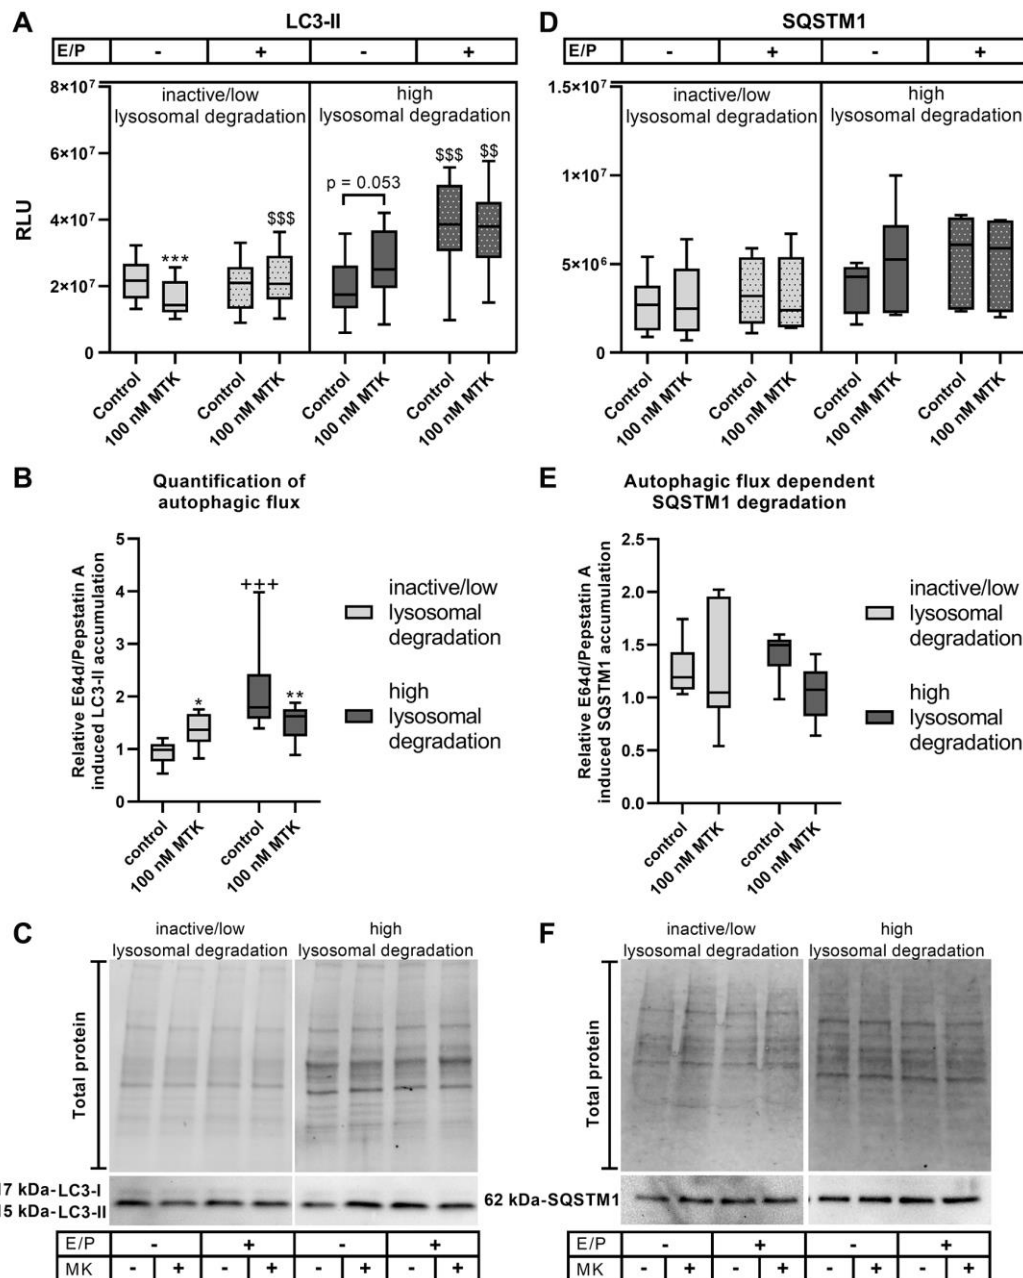 A
LC3-II
E/P - + - +
8×10⁷
6×10⁷
4×10⁷
2×10⁷
0
RLU
inactive/low
lysosomal degradation
high
lysosomal degradation
***
$$$
p = 0.053
$$$
$$
Control
100 nM MTK
Control
100 nM MTK
Control
100 nM MTK
Control
100 nM MTK
D
SQSTM1
E/P - + - +
1.5×10⁷
1×10⁷
5×10⁶
0
inactive/low
lysosomal degradation
high
lysosomal degradation
Control
100 nM MTK
Control
100 nM MTK
Control
100 nM MTK
Control
100 nM MTK
B
Quantification of
autophagic flux
Relative E64d/Pepstatin A
induced LC3-II accumulation
5
4
3
2
1
0
*
+++
**
control
100 nM MTK
control
100 nM MTK
inactive/low
lysosomal
degradation
high
lysosomal
degradation
E
Autophagic flux dependent
SQSTM1 degradation
Relative E64d/Pepstatin A
induced SQSTM1 accumulation
2.5
2.0
1.5
1.0
0.5
0.0
control
100 nM MTK
control
100 nM MTK
inactive/low
lysosomal
degradation
high
lysosomal
degradation
C
inactive/low
lysosomal degradation
high
lysosomal degradation
Total protein
17 kDa-LC3-I
15 kDa-LC3-II
E/P - + - +
MK - + - + - + - +
F
inactive/low
lysosomal degradation
high
lysosomal degradation
Total protein
62 kDa-SQSTM1
E/P - + - +
MK - + - + - + - +